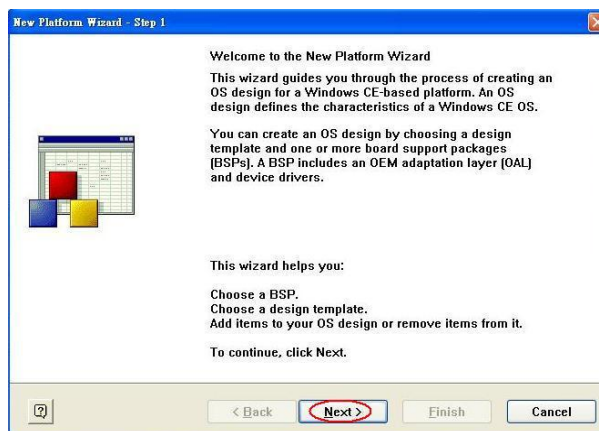 New Platform Wizard - Step 1
Welcome to the New Platform Wizard
This wizard guides you through the process of creating an
OS design for a Windows CE-based platform. An OS
design defines the characteristics of a Windows CE OS.
You can create an OS design by choosing a design
template and one or more board support packages
(BSPs). A BSP includes an OEM adaptation layer (OAL)
and device drivers.
This wizard helps you:
Choose a BSP.
Choose a design template.
Add items to your OS design or remove items from it.
To continue, click Next.
< Back
Next >
Finish
Cancel